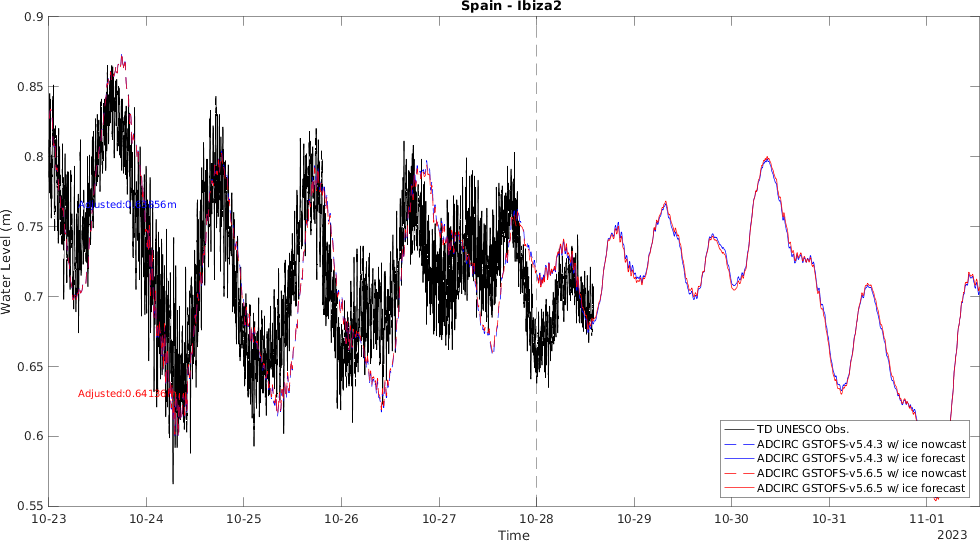 Spain - Ibiza2
0.9
0.85
0.8
0.75
0.7
0.65
0.6
0.55
Water Level (m)
Adjusted:
Adjusted:
TD UNESCO Obs.
ADCIRC GSTOFS-v5.4.3 w/ ice nowcast
ADCIRC GSTOFS-v5.4.3 w/ ice forecast
ADCIRC GSTOFS-v5.6.5 w/ ice nowcast
ADCIRC GSTOFS-v5.6.5 w/ ice forecast
10-23 10-24 10-25 10-26 10-27 10-28 10-29 10-30 10-31 11-01
Time
2023